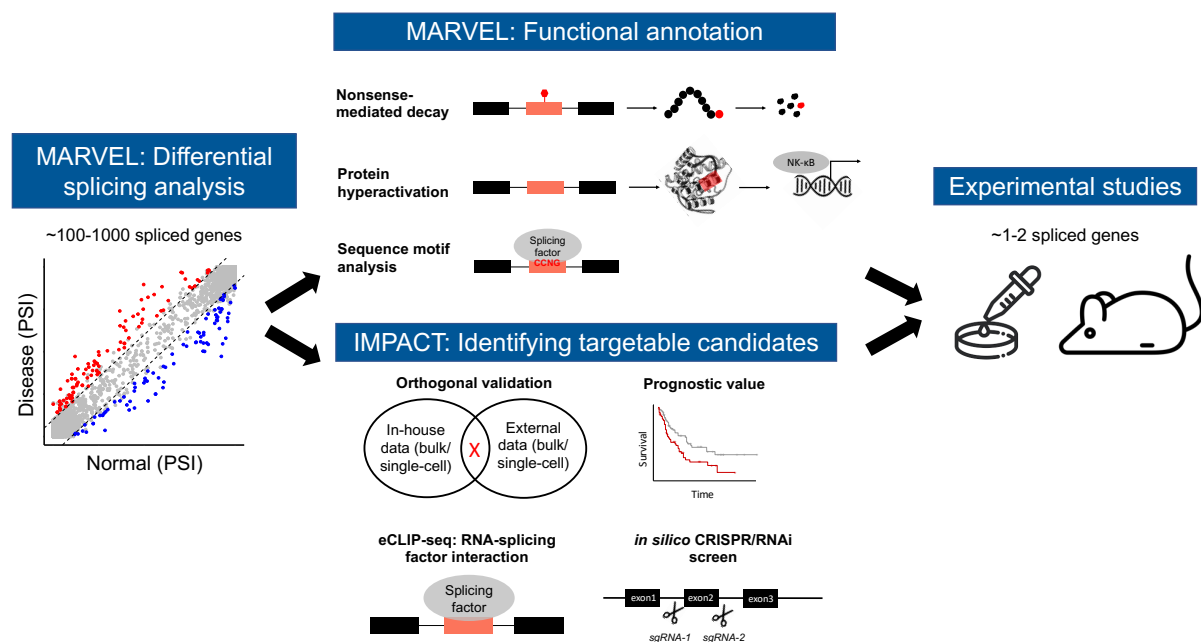 MARVEL: Differential
splicing analysis
~100-1000 spliced genes
Disease (PSI)
Normal (PSI)
MARVEL: Functional annotation
Nonsense-
mediated decay
Protein
hyperactivation
NK-κB
Sequence motif
analysis
Splicing
factor
CCNG
IMPACT: Identifying targetable candidates
Orthogonal validation
In-house
data (bulk/
single-cell)
X
External
data (bulk/
single-cell)
Prognostic value
Survival
Time
eCLIP-seq: RNA-splicing
factor interaction
Splicing
factor
in silico CRISPR/RNAi
screen
exon1
exon2
exon3
sgRNA-1
sgRNA-2
Experimental studies
~1-2 spliced genes